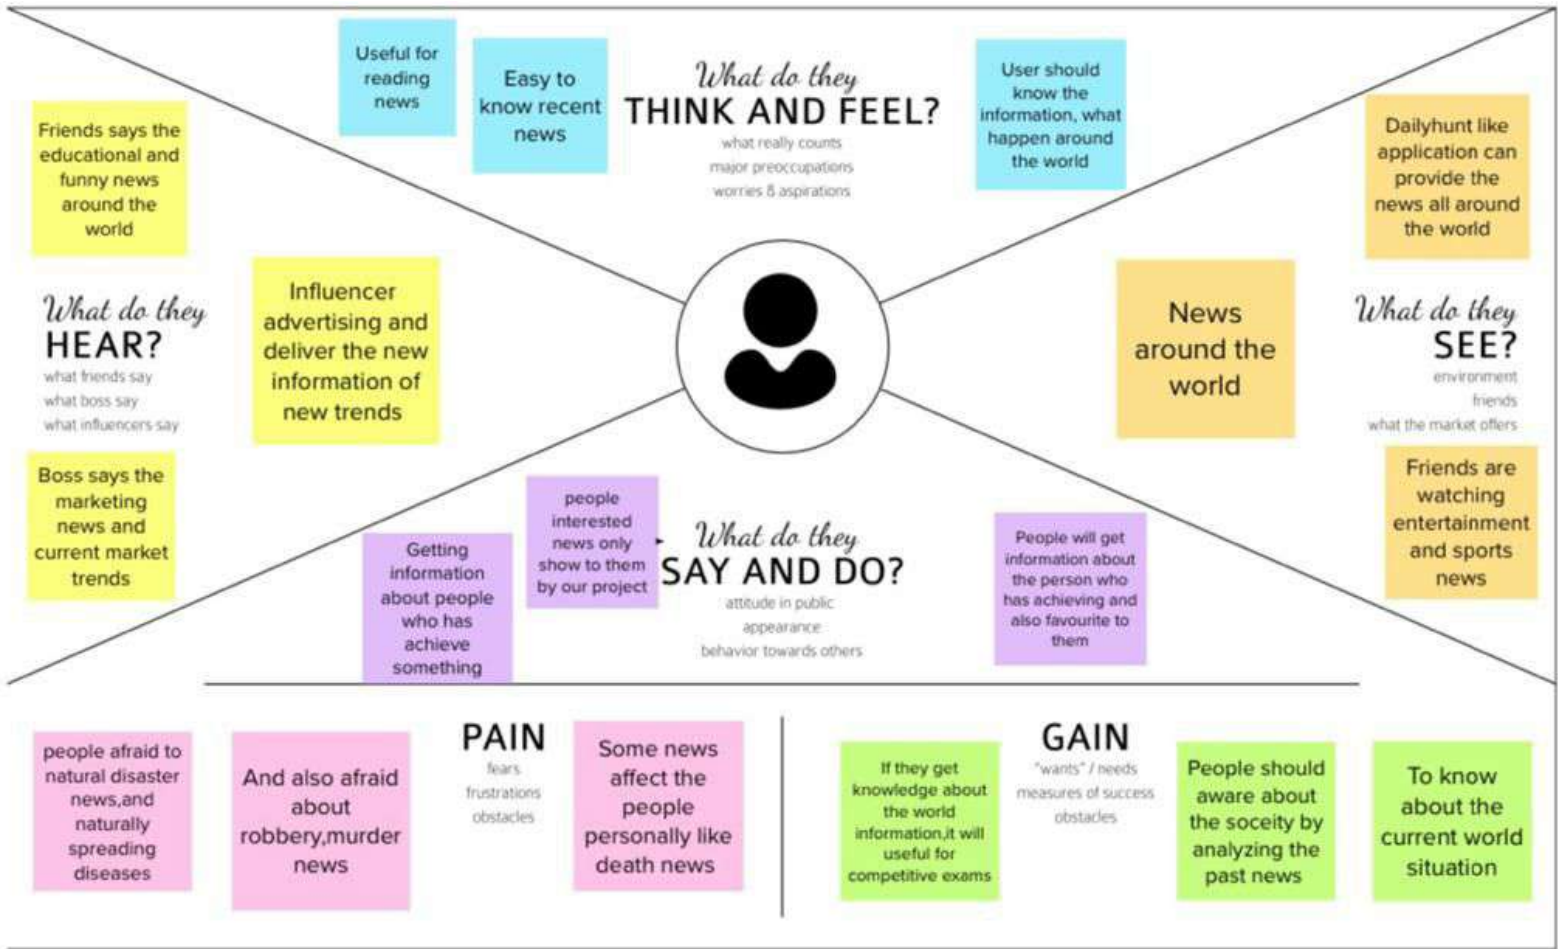 Useful for
reading
news
Easy to
know recent
news
What do they
THINK AND FEEL?
what really counts
major preoccupations
worries & aspirations
User should
know the
information, what
happen around
the world
Friends says the
educational and
funny news
around the
world
What do they
HEAR?
what friends say
what boss say
what influencers say
Influencer
advertising and
deliver the new
information of
new trends
Boss says the
marketing
news and
current market
trends
Dailyhunt like
application can
provide the
news all around
the world
News
around the
world
What do they
SEE?
environment
friends
what the market offers
Friends are
watching
entertainment
and sports
news
Getting
information
about people
who has
achieve
something
people
interested
news only
show to them
by our project
What do they
SAY AND DO?
attitude in public
appearance
behavior towards others
People will get
information about
the person who
has achieving and
also favourite to
them
people afraid to
natural disaster
news,and
naturally
spreading
diseases
And also afraid
about
robbery,murder
news
PAIN
fears
frustrations
obstacles
Some news
affect the
people
personally like
death news
If they get
knowledge about
the world
information,it will
useful for
competitive exams
GAIN
"wants" / needs
measures of success
obstacles
People should
aware about
the soceity by
analyzing the
past news
To know
about the
current world
situation